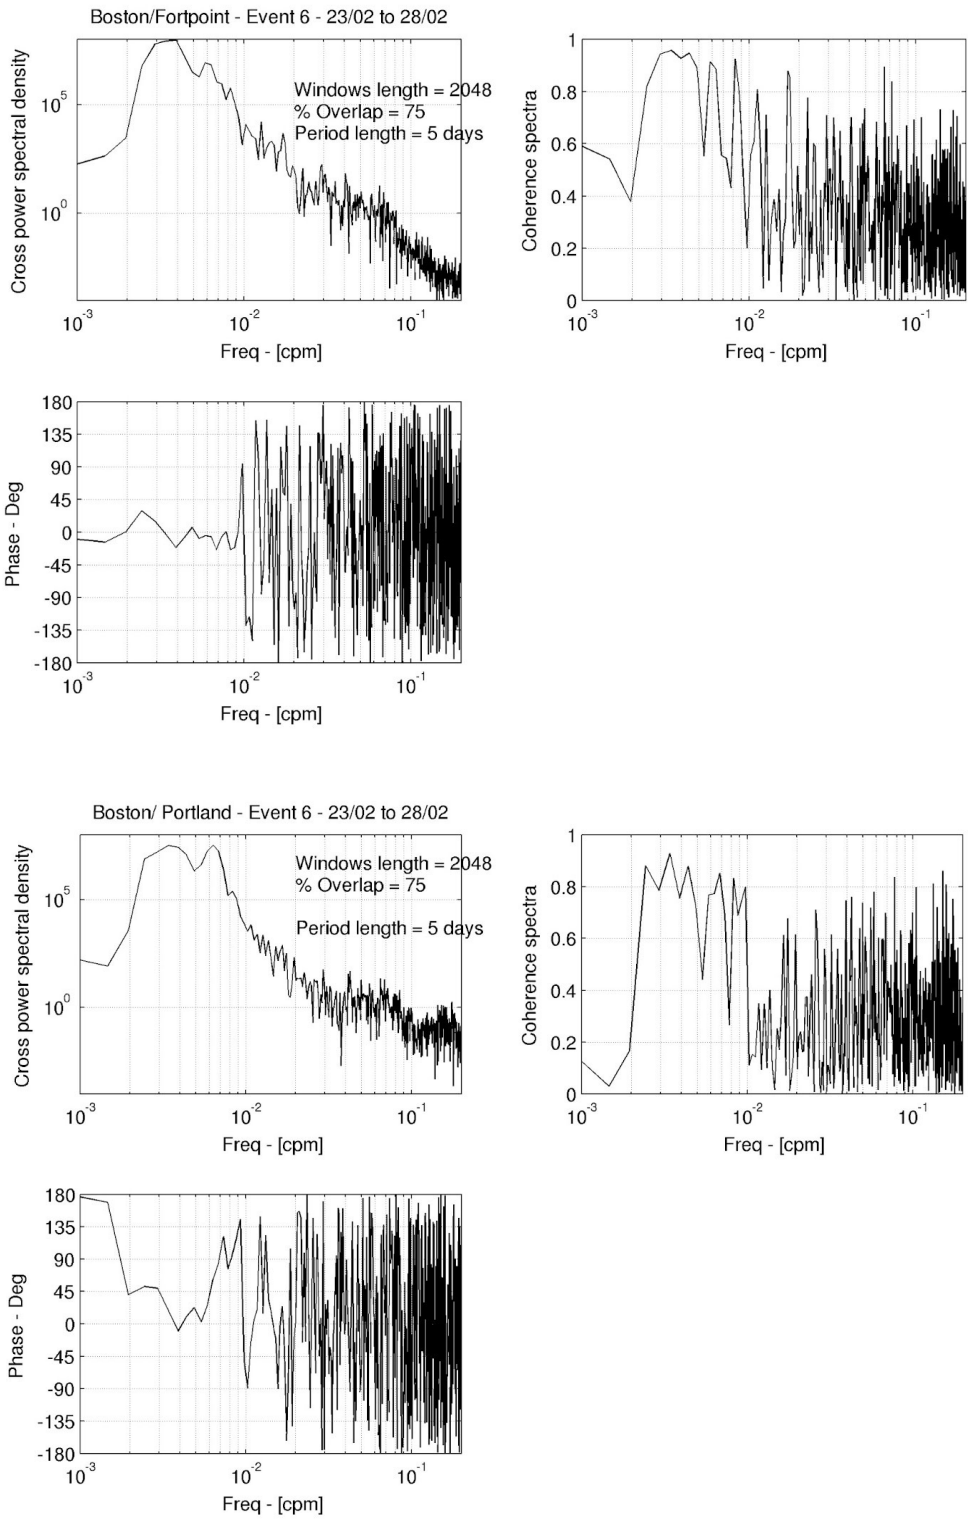 Boston/Fortpoint - Event 6 - 23/02 to 28/02
Cross power spectral density
10^5
10^0
Windows length = 2048
% Overlap = 75
Period length = 5 days
10^-3
10^-2
10^-1
Freq - [cpm]
Coherence spectra
1
0.8
0.6
0.4
0.2
0
10^-3
10^-2
10^-1
Freq - [cpm]
Phase - Deg
180
135
90
45
0
-45
-90
-135
-180
10^-3
10^-2
10^-1
Freq - [cpm]
Boston/ Portland - Event 6 - 23/02 to 28/02
Cross power spectral density
10^5
10^0
Windows length = 2048
% Overlap = 75
Period length = 5 days
10^-3
10^-2
10^-1
Freq - [cpm]
Coherence spectra
1
0.8
0.6
0.4
0.2
0
10^-3
10^-2
10^-1
Freq - [cpm]
Phase - Deg
180
135
90
45
0
-45
-90
-135
-180
10^-3
10^-2
10^-1
Freq - [cpm]